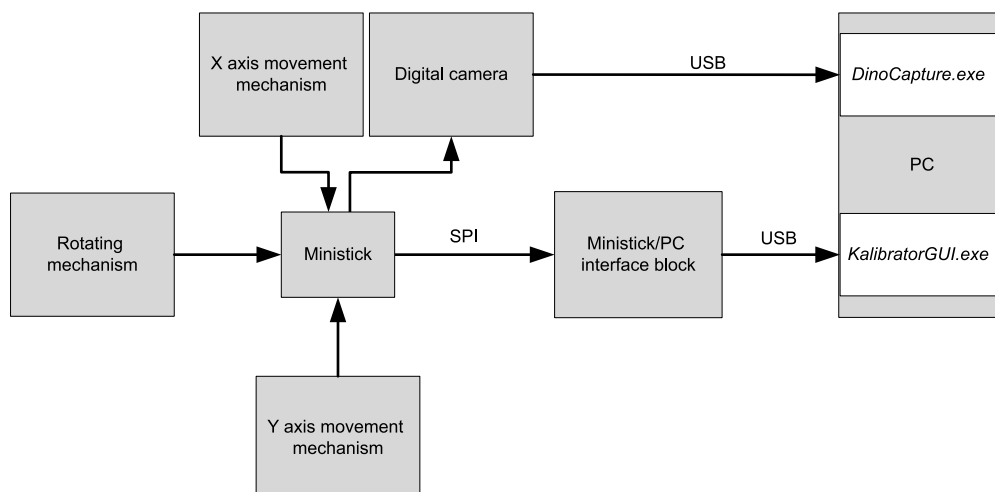 X axis movement
mechanism
Digital camera
USB
DinoCapture.exe
PC
Rotating
mechanism
Ministick
SPI
Ministick/PC
interface block
USB
KalibratorGUI.exe
Y axis movement
mechanism